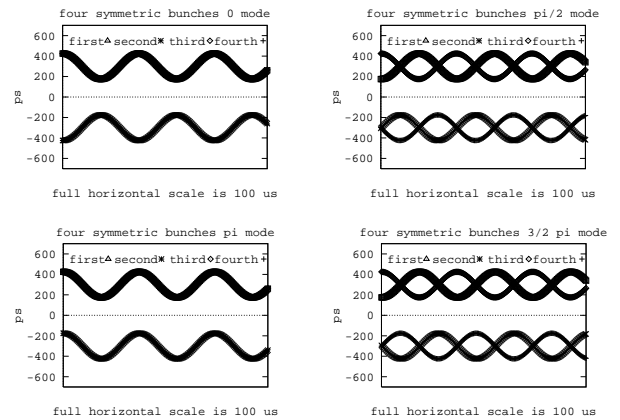 four symmetric bunches 0 mode
first△ second✳ third◇ fourth+
600
400
200
0
-200
-400
-600
ps
full horizontal scale is 100 us
four symmetric bunches pi/2 mode
first△ second✳ third◇ fourth+
600
400
200
0
-200
-400
-600
ps
full horizontal scale is 100 us
four symmetric bunches pi mode
first△ second✳ third◇ fourth+
600
400
200
0
-200
-400
-600
ps
full horizontal scale is 100 us
four symmetric bunches 3/2 pi mode
first△ second✳ third◇ fourth+
600
400
200
0
-200
-400
-600
ps
full horizontal scale is 100 us